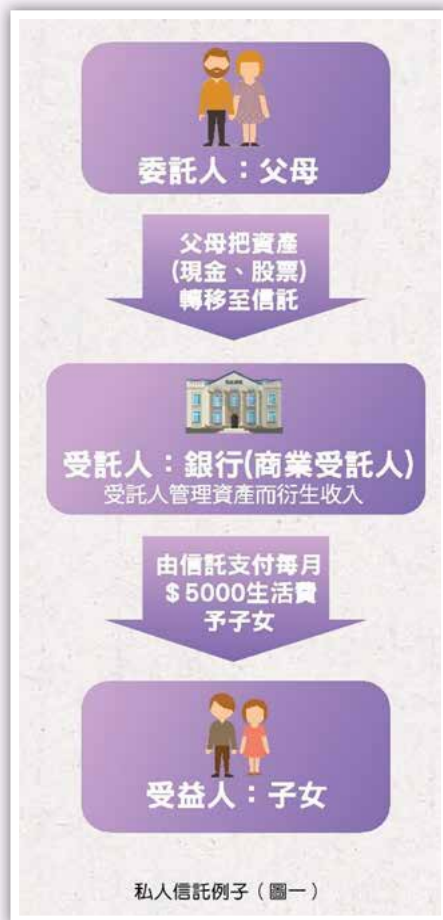 委託人：父母
父母把資產
(現金、股票)
轉移至信託
BANK
受託人：銀行(商業受託人)
受託人管理資產而衍生收入
由信託支付每月
$5000生活費
予子女
受益人：子女
私人信託例子（圖一）